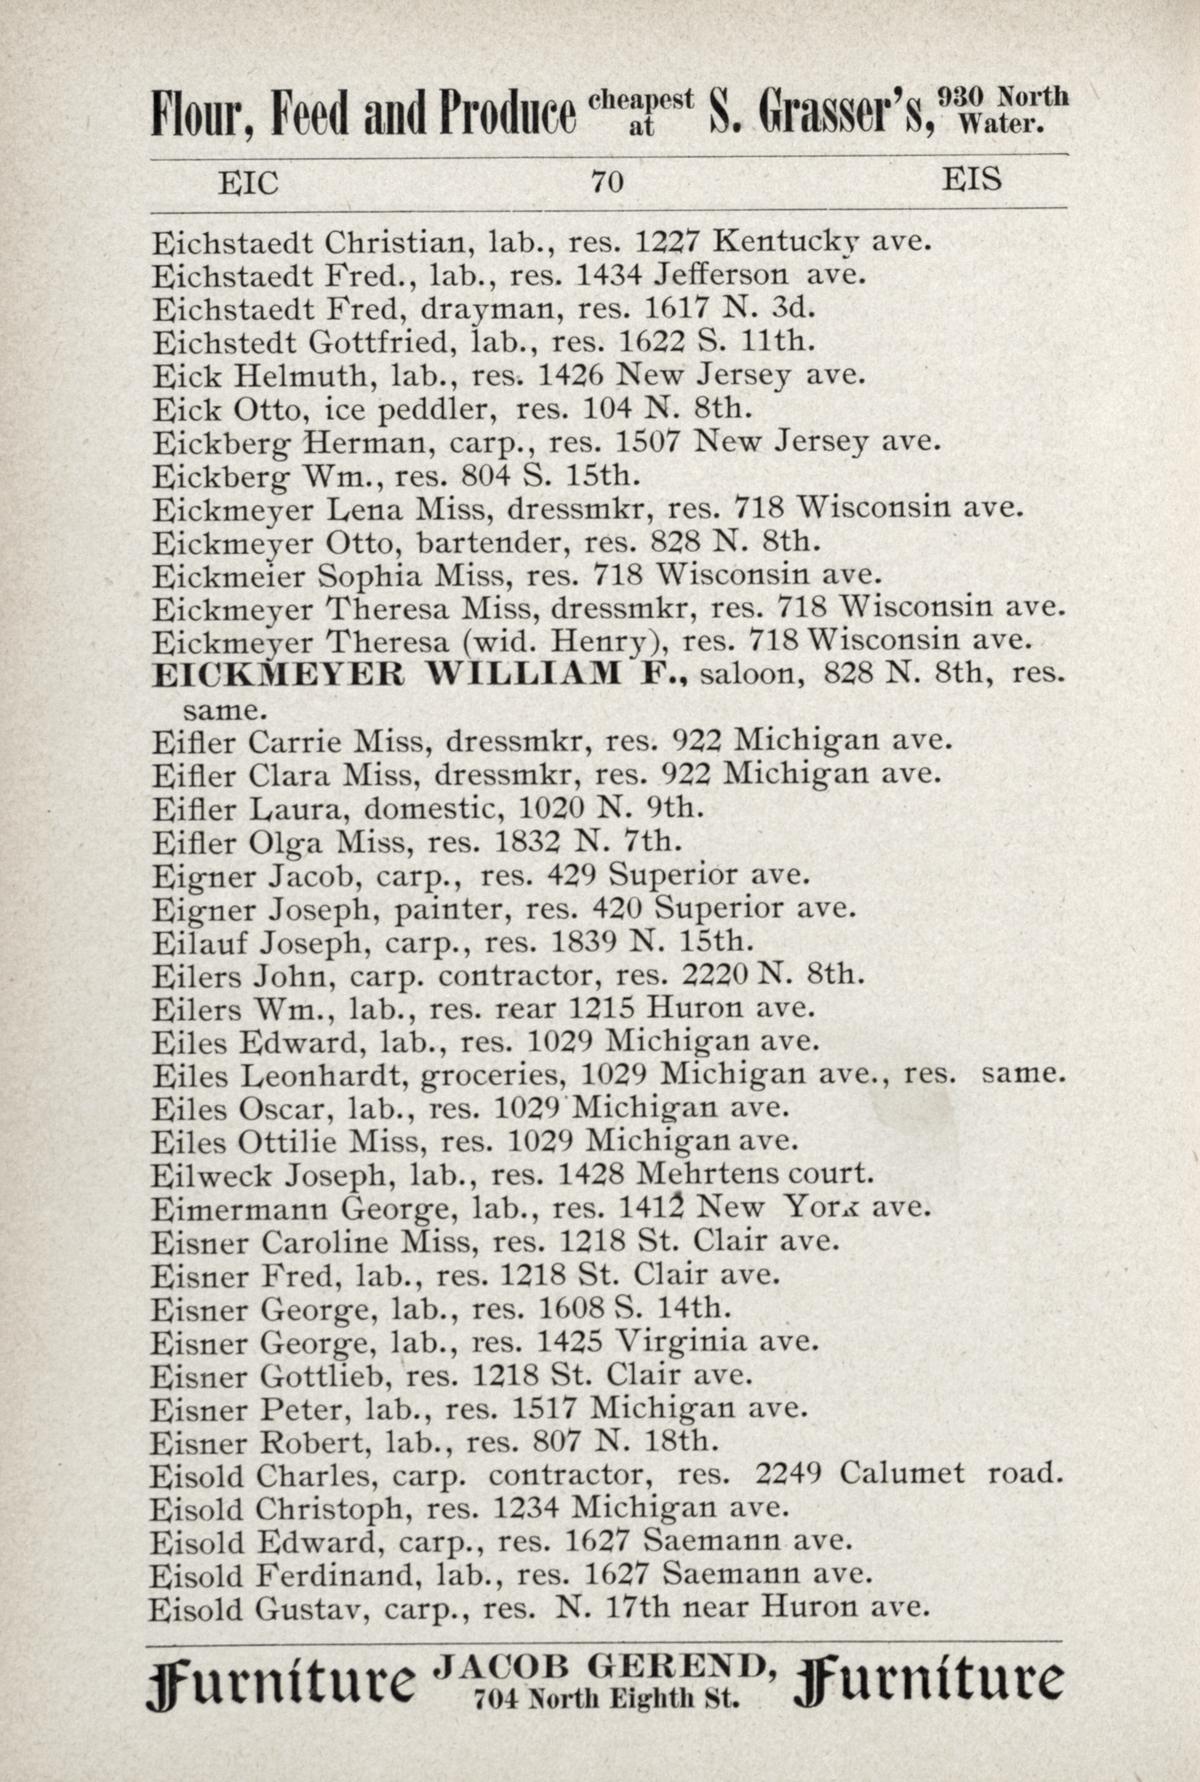 Flour, Feed and Produce cheapest at S. Grasser's, 930 North Water.
EIC 70 EIS
Eichstaedt Christian, lab., res. 1227 Kentucky ave.
Eichstaedt Fred., lab., res. 1434 Jefferson ave.
Eichstaedt Fred, drayman, res. 1617 N. 3d.
Eichstedt Gottfried, lab., res. 1622 S. 11th.
Eick Helmuth, lab., res. 1426 New Jersey ave.
Eick Otto, ice peddler, res. 104 N. 8th.
Eickberg Herman, carp., res. 1507 New Jersey ave.
Eickberg Wm., res. 804 S. 15th.
Eickmeyer Lena Miss, dressmkr, res. 718 Wisconsin ave.
Eickmeyer Otto, bartender, res. 828 N. 8th.
Eickmeier Sophia Miss, res. 718 Wisconsin ave.
Eickmeyer Theresa Miss, dressmkr, res. 718 Wisconsin ave.
Eickmeyer Theresa (wid. Henry), res. 718 Wisconsin ave.
EICKMEYER WILLIAM F., saloon, 828 N. 8th, res.
same.
Eifler Carrie Miss, dressmkr, res. 922 Michigan ave.
Eifler Clara Miss, dressmkr, res. 922 Michigan ave.
Eifler Laura, domestic, 1020 N. 9th.
Eifler Olga Miss, res. 1832 N. 7th.
Eigner Jacob, carp., res. 429 Superior ave.
Eigner Joseph, painter, res. 420 Superior ave.
Eilauf Joseph, carp., res. 1839 N. 15th.
Eilers John, carp. contractor, res. 2220 N. 8th.
Eilers Wm., lab., res. rear 1215 Huron ave.
Eiles Edward, lab., res. 1029 Michigan ave.
Eiles Leonhardt, groceries, 1029 Michigan ave., res. same.
Eiles Oscar, lab., res. 1029 Michigan ave.
Eiles Ottilie Miss, res. 1029 Michigan ave.
Eilweck Joseph, lab., res. 1428 Mehrtens court.
Eimermann George, lab., res. 1412 New York ave.
Eisner Caroline Miss, res. 1218 St. Clair ave.
Eisner Fred, lab., res. 1218 St. Clair ave.
Eisner George, lab., res. 1608 S. 14th.
Eisner George, lab., res. 1425 Virginia ave.
Eisner Gottlieb, res. 1218 St. Clair ave.
Eisner Peter, lab., res. 1517 Michigan ave.
Eisner Robert, lab., res. 807 N. 18th.
Eisold Charles, carp. contractor, res. 2249 Calumet road.
Eisold Christoph, res. 1234 Michigan ave.
Eisold Edward, carp., res. 1627 Saemann ave.
Eisold Ferdinand, lab., res. 1627 Saemann ave.
Eisold Gustav, carp., res. N. 17th near Huron ave.
Furniture JACOB GEREND, 704 North Eighth St. Furniture